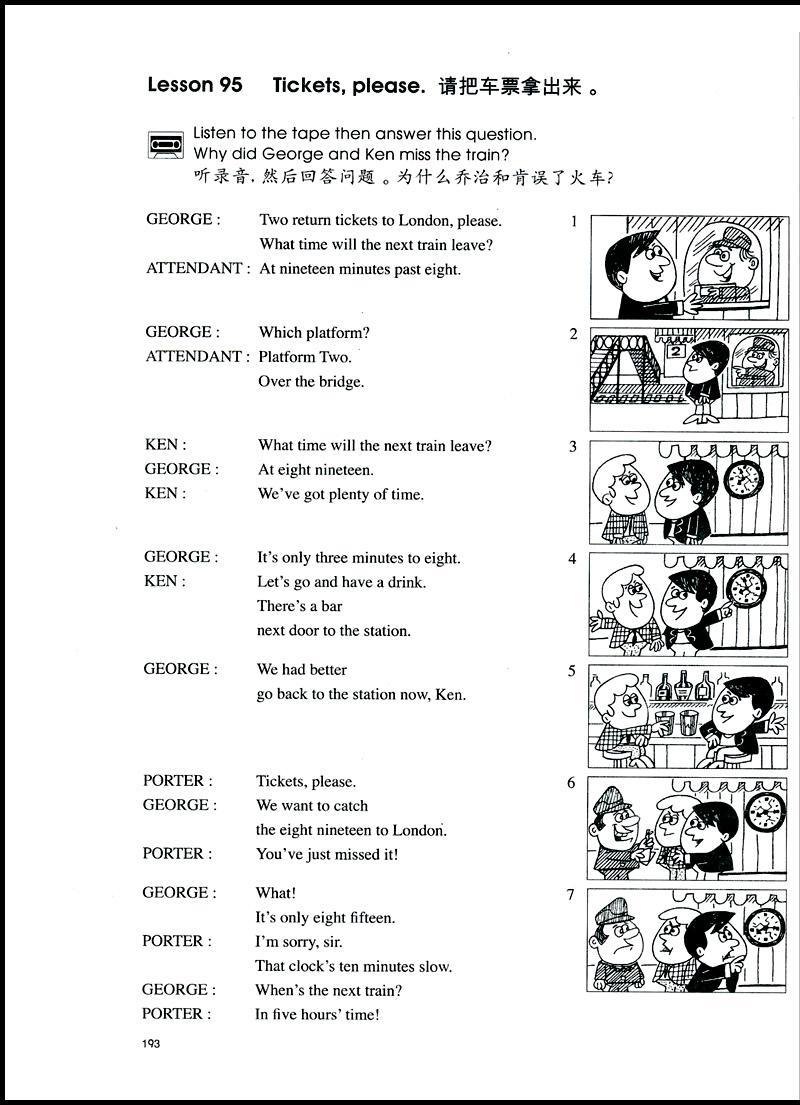 Lesson 95 Tickets, please. 请把车票拿出来。
Listen to the tape then answer this question.
Why did George and Ken miss the train?
听录音, 然后回答问题。为什么乔治和肯误了火车?
GEORGE : Two return tickets to London, please.
What time will the next train leave?
ATTENDANT : At nineteen minutes past eight.
1
GEORGE : Which platform?
ATTENDANT : Platform Two.
Over the bridge.
2
2
KEN : What time will the next train leave?
GEORGE : At eight nineteen.
KEN : We've got plenty of time.
3
GEORGE : It's only three minutes to eight.
KEN : Let's go and have a drink.
There's a bar
next door to the station.
4
GEORGE : We had better
go back to the station now, Ken.
5
PORTER : Tickets, please.
GEORGE : We want to catch
the eight nineteen to London.
PORTER : You've just missed it!
6
GEORGE : What!
It's only eight fifteen.
PORTER : I'm sorry, sir.
That clock's ten minutes slow.
GEORGE : When's the next train?
PORTER : In five hours' time!
7
193